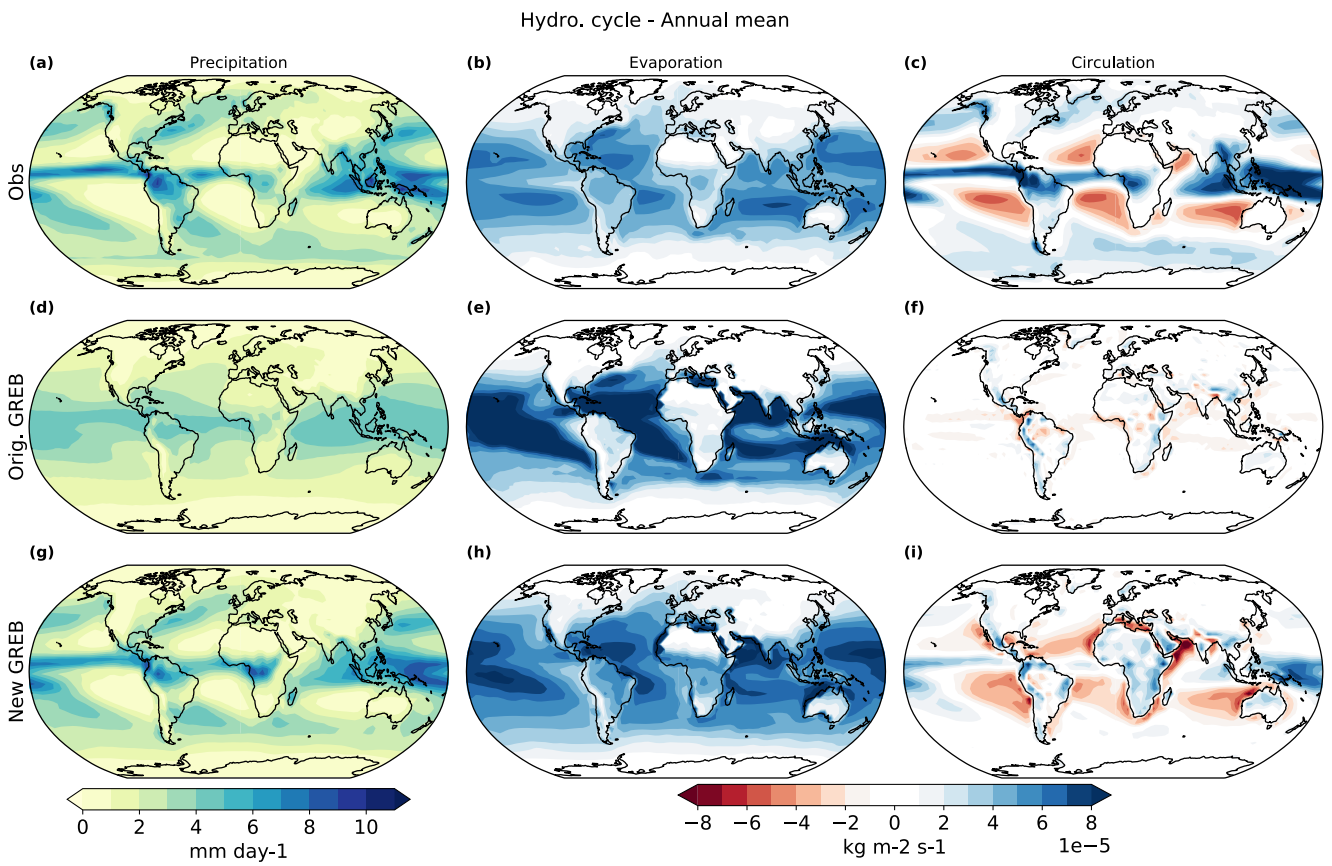 Hydro. cycle - Annual mean
(a) Precipitation (b) Evaporation (c) Circulation
Obs
(d) (e) (f)
Orig. GREB
(g) (h) (i)
New GREB
0 2 4 6 8 10
mm day-1
−8 −6 −4 −2 0 2 4 6 8
kg m-2 s-1 1e−5